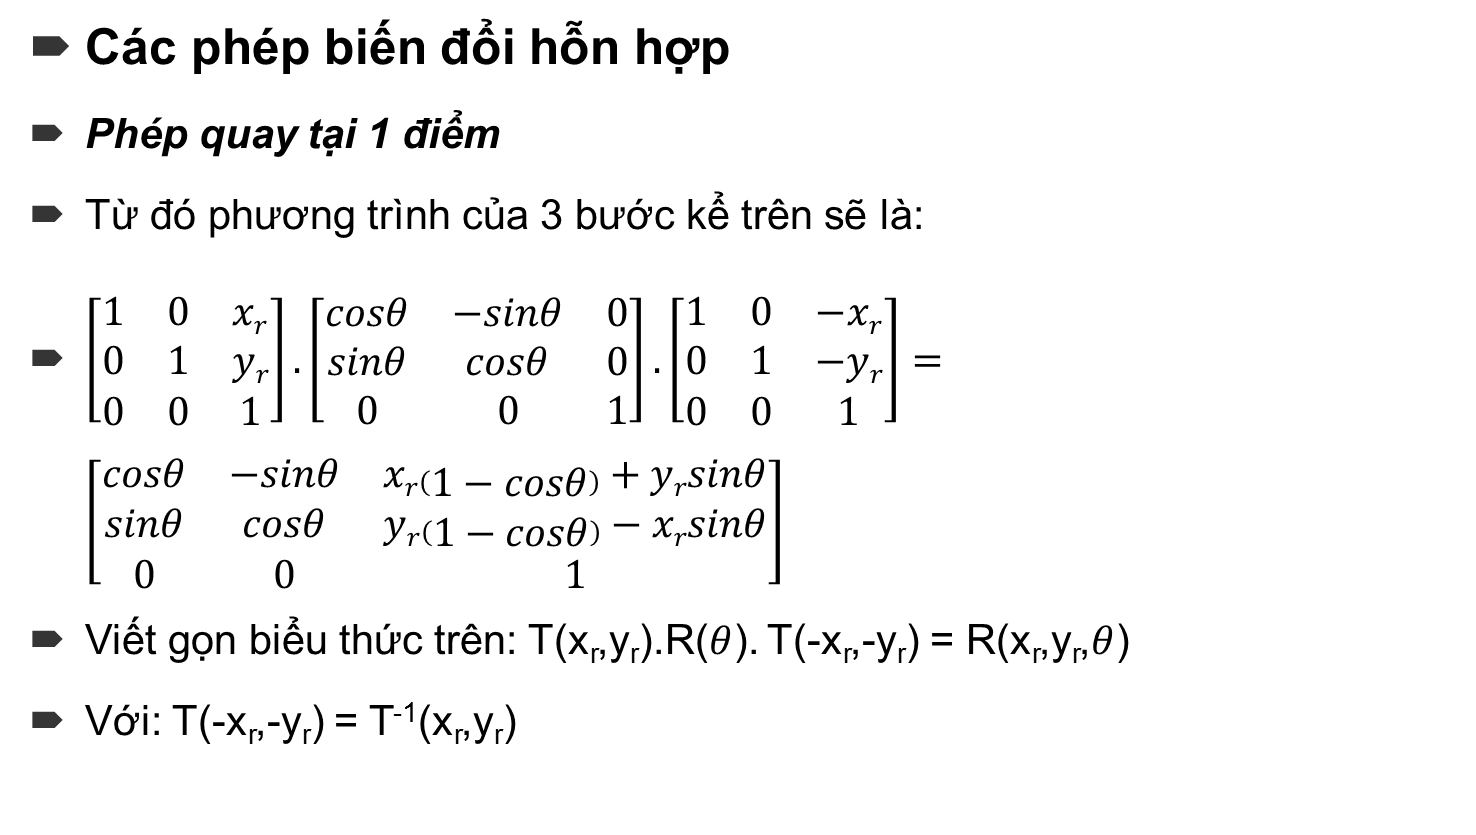 Các phép biến đổi hỗn hợp
Phép quay tại 1 điểm
Từ đó phương trình của 3 bước kể trên sẽ là:
[1 0 xᵣ] . [cosθ −sinθ 0] . [1 0 −xᵣ]
[0 1 yᵣ] . [sinθ cosθ 0] . [0 1 −yᵣ] =
[0 0 1] [0 0 1] [0 0 1]
[cosθ −sinθ xᵣ(1 − cosθ) + yᵣsinθ]
[sinθ cosθ yᵣ(1 − cosθ) − xᵣsinθ]
[0 0 1]
Viết gọn biểu thức trên: T(xᵣ,yᵣ).R(θ). T(-xᵣ,-yᵣ) = R(xᵣ,yᵣ,θ)
Với: T(-xᵣ,-yᵣ) = T⁻¹(xᵣ,yᵣ)